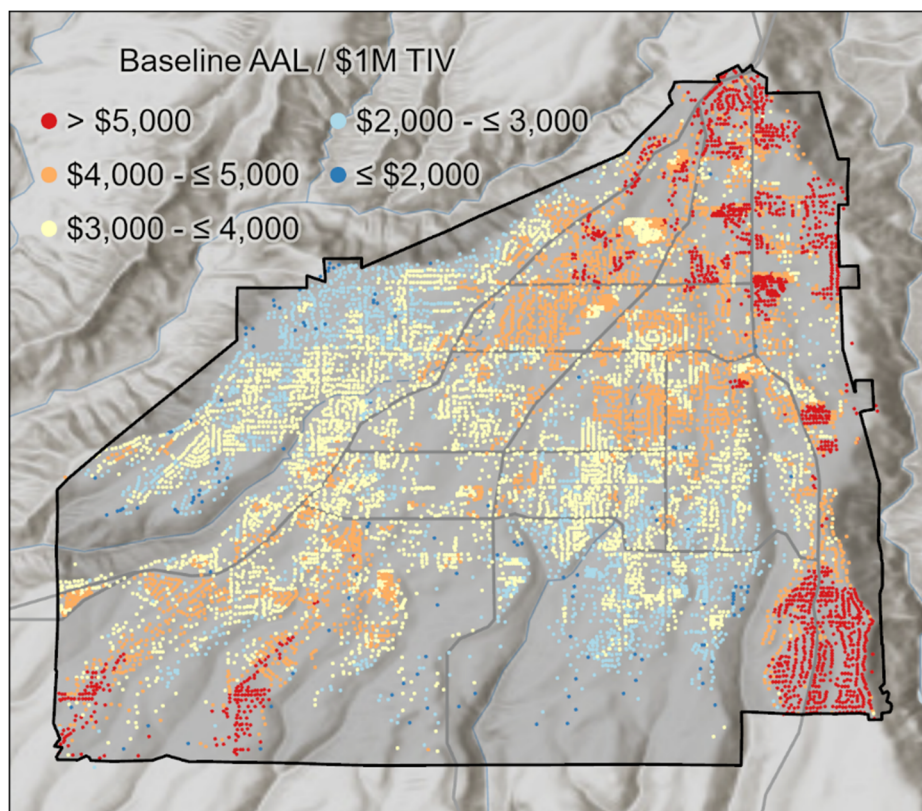 Baseline AAL / $1M TIV
> $5,000
$2,000 - ≤ 3,000
$4,000 - ≤ 5,000
≤ $2,000
$3,000 - ≤ 4,000